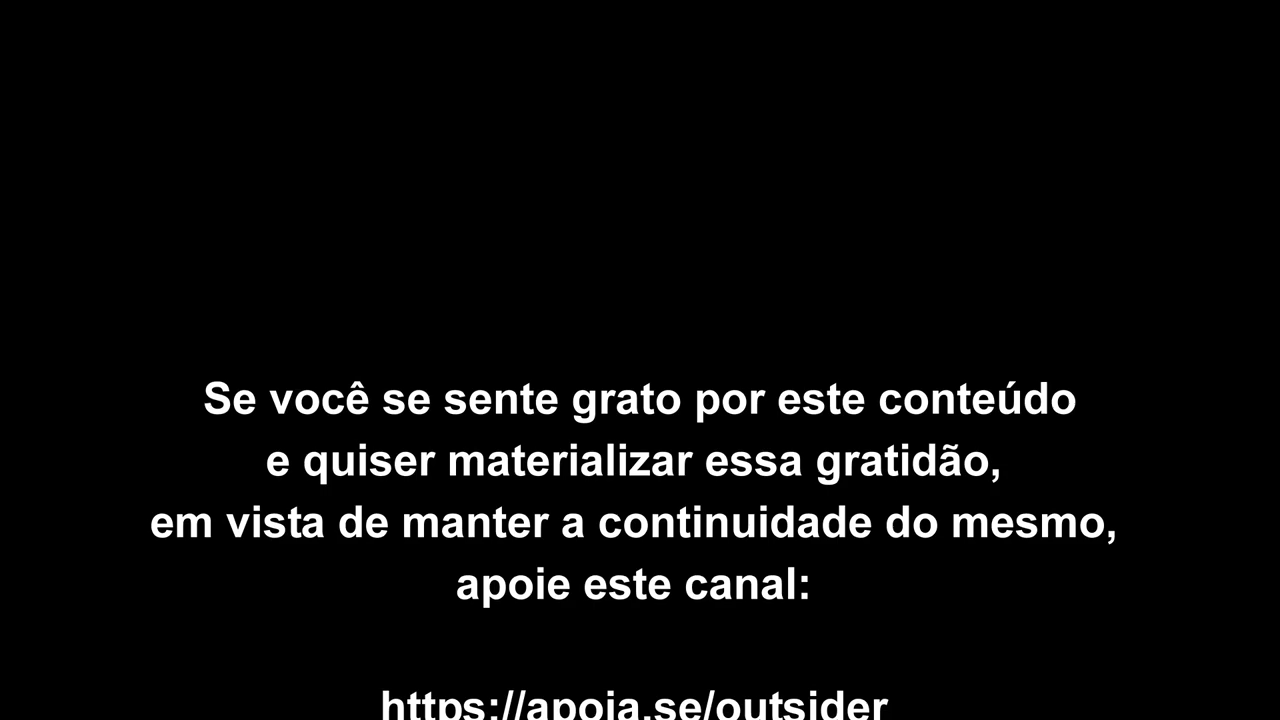 Se você se sente grato por este conteúdo
e quiser materializar essa gratidão,
em vista de manter a continuidade do mesmo,
apoie este canal:
https://apoia.se/outsider